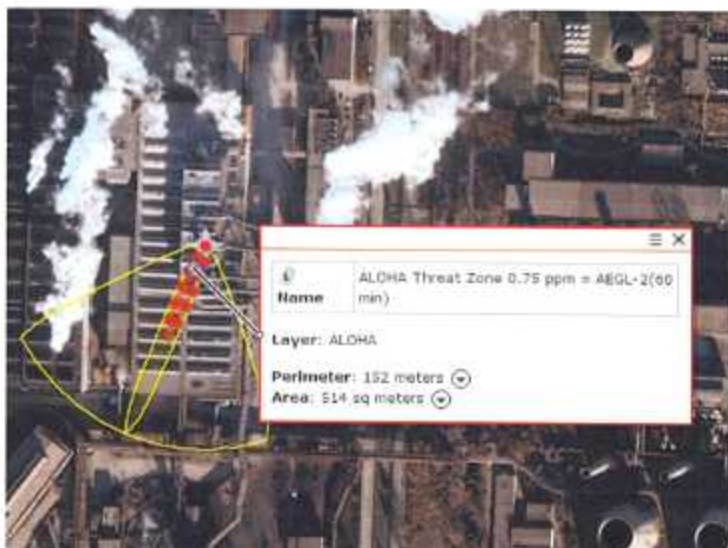 Name
ALOHA Threat Zone 0.75 ppm = AEGL-2(60
min)
Layer: ALOHA
Perimeter: 152 meters
Area: 514 sq meters